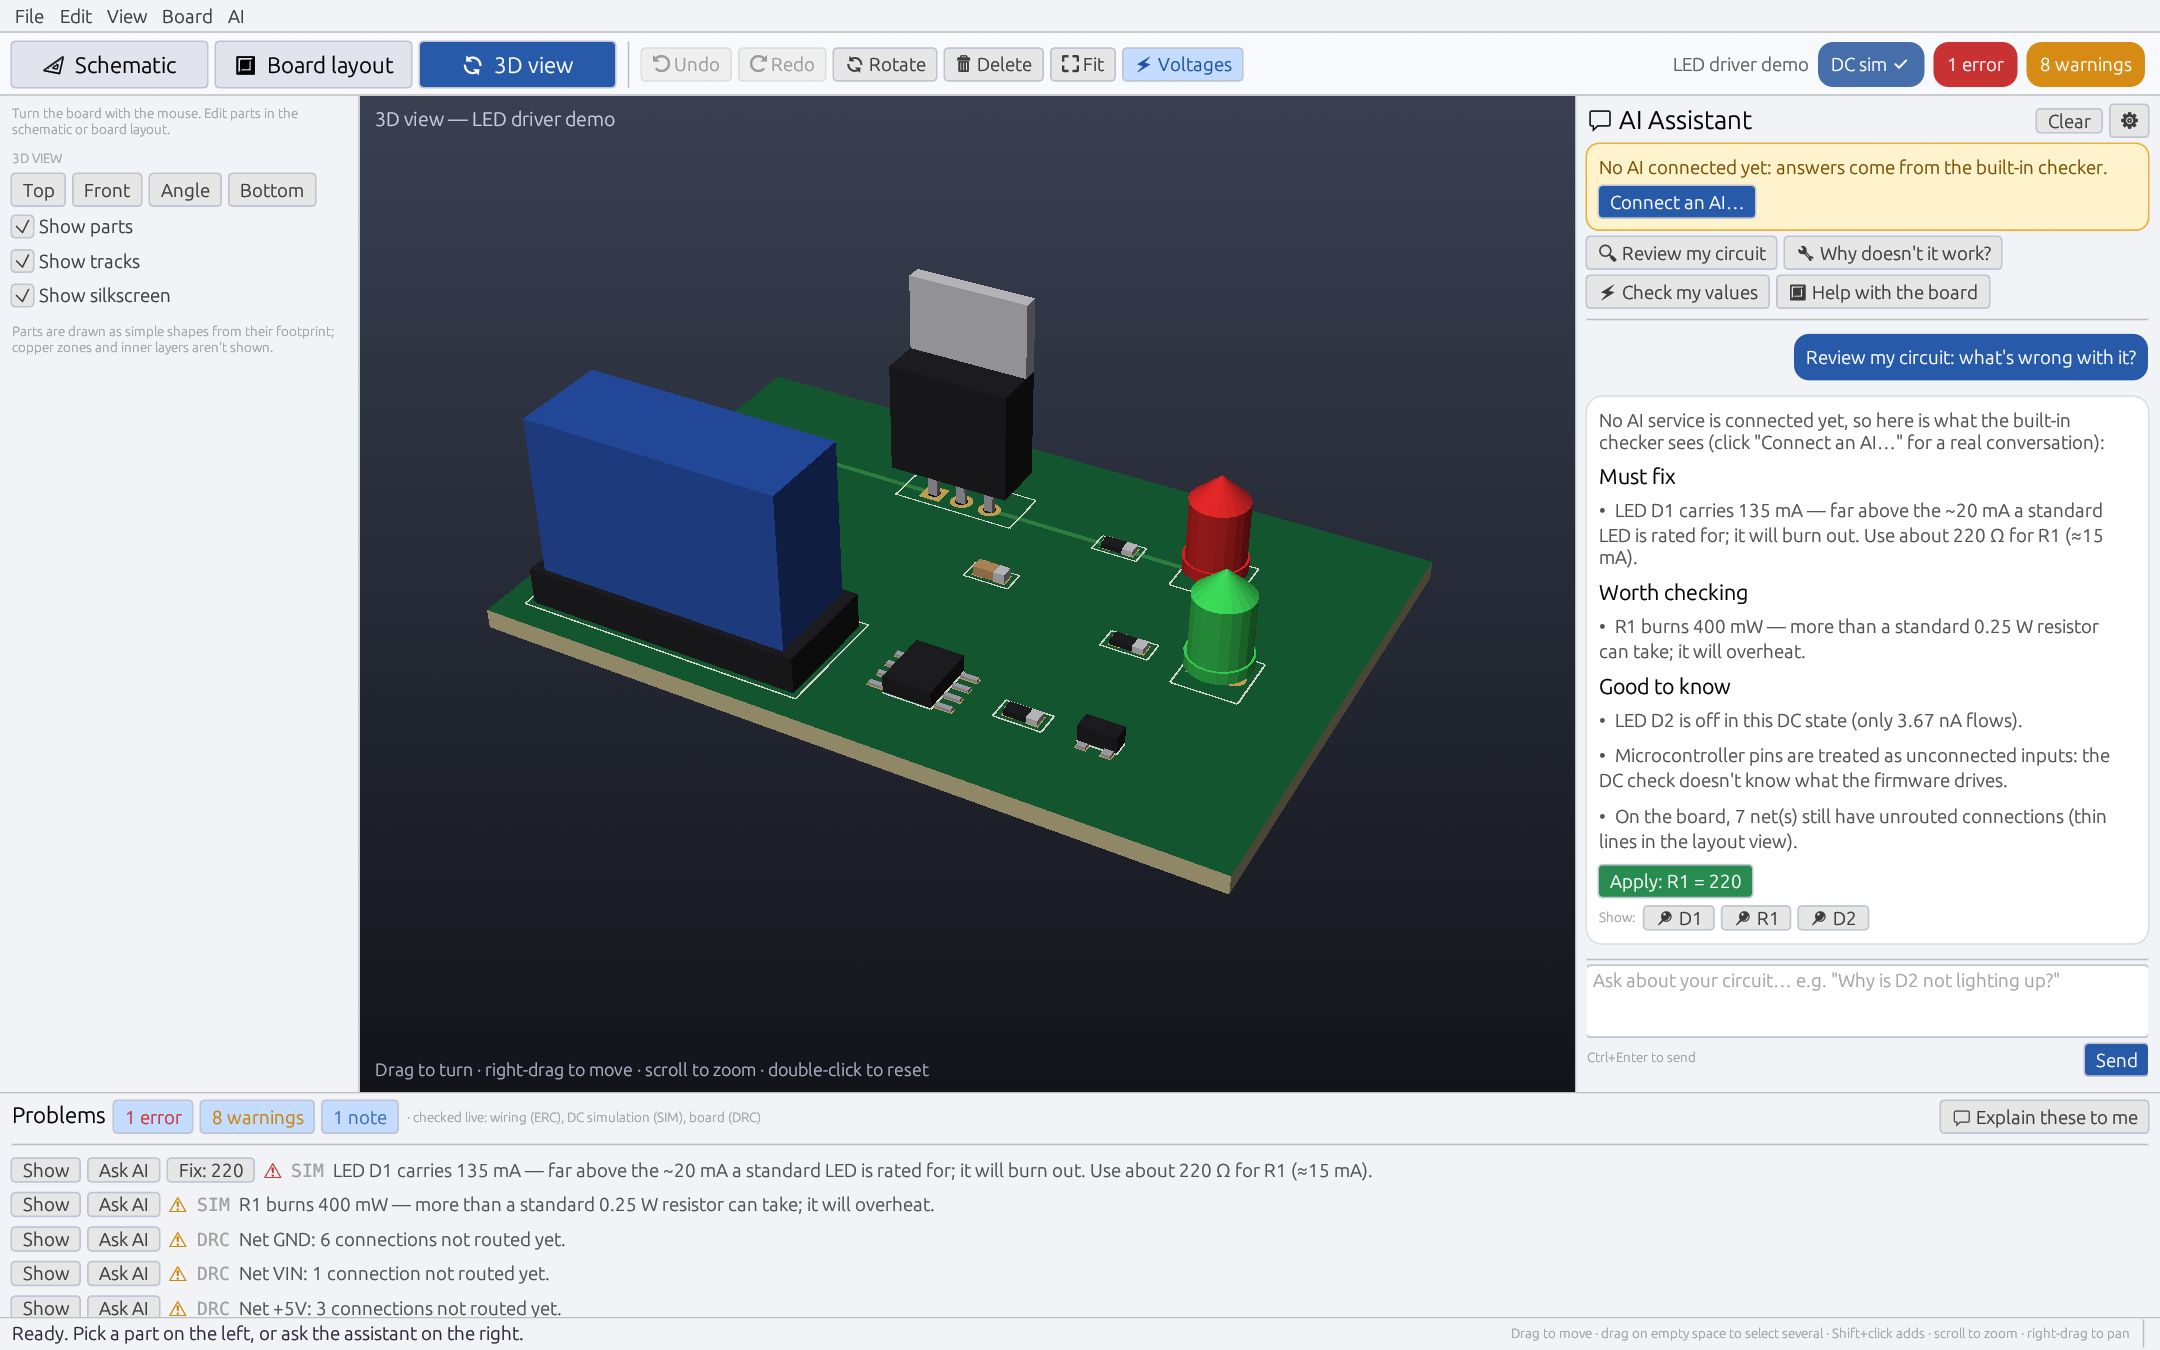 File Edit View Board AI
Schematic Board layout 3D view Undo Redo Rotate Delete Fit Voltages LED driver demo DC sim ✓ 1 error 8 warnings
Turn the board with the mouse. Edit parts in the
schematic or board layout.
3D VIEW
Top Front Angle Bottom
Show parts
Show tracks
Show silkscreen
Parts are drawn as simple shapes from their footprint;
copper zones and inner layers aren't shown.
3D view — LED driver demo
Drag to turn · right-drag to move · scroll to zoom · double-click to reset
AI Assistant Clear
No AI connected yet: answers come from the built-in checker.
Connect an AI...
Review my circuit Why doesn't it work?
Check my values Help with the board
Review my circuit: what's wrong with it?
No AI service is connected yet, so here is what the built-in
checker sees (click "Connect an AI..." for a real conversation):
Must fix
• LED D1 carries 135 mA — far above the ~20 mA a standard
LED is rated for; it will burn out. Use about 220 Ω for R1 (≈15
mA).
Worth checking
• R1 burns 400 mW — more than a standard 0.25 W resistor
can take; it will overheat.
Good to know
• LED D2 is off in this DC state (only 3.67 nA flows).
• Microcontroller pins are treated as unconnected inputs: the
DC check doesn't know what the firmware drives.
• On the board, 7 net(s) still have unrouted connections (thin
lines in the layout view).
Apply: R1 = 220
Show: D1 R1 D2
Ask about your circuit... e.g. "Why is D2 not lighting up?"
Ctrl+Enter to send Send
Problems 1 error 8 warnings 1 note · checked live: wiring (ERC), DC simulation (SIM), board (DRC) Explain these to me
Show Ask AI Fix: 220 SIM LED D1 carries 135 mA — far above the ~20 mA a standard LED is rated for; it will burn out. Use about 220 Ω for R1 (≈15 mA).
Show Ask AI SIM R1 burns 400 mW — more than a standard 0.25 W resistor can take; it will overheat.
Show Ask AI DRC Net GND: 6 connections not routed yet.
Show Ask AI DRC Net VIN: 1 connection not routed yet.
Show Ask AI DRC Net +5V: 3 connections not routed yet.
Ready. Pick a part on the left, or ask the assistant on the right. Drag to move · drag on empty space to select several · Shift+click adds · scroll to zoom · right-drag to pan